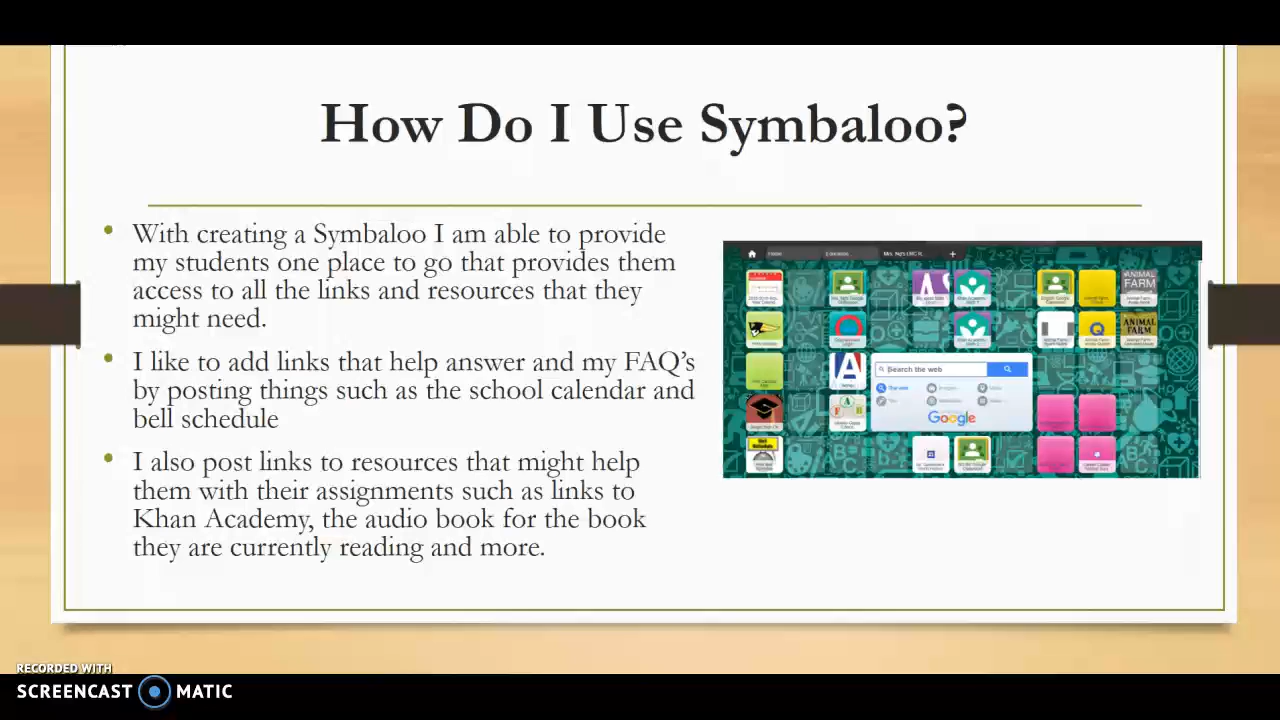 How Do I Use Symbaloo?
With creating a Symbaloo I am able to provide
my students one place to go that provides them
access to all the links and resources that they
might need.
I like to add links that help answer and my FAQ’s
by posting things such as the school calendar and
bell schedule
I also post links to resources that might help
them with their assignments such as links to
Khan Academy, the audio book for the book
they are currently reading and more.
ANIMAL
FARM
ANIMAL
FARM
Search the web
Google
RECORDED WITH
SCREENCAST MATIC